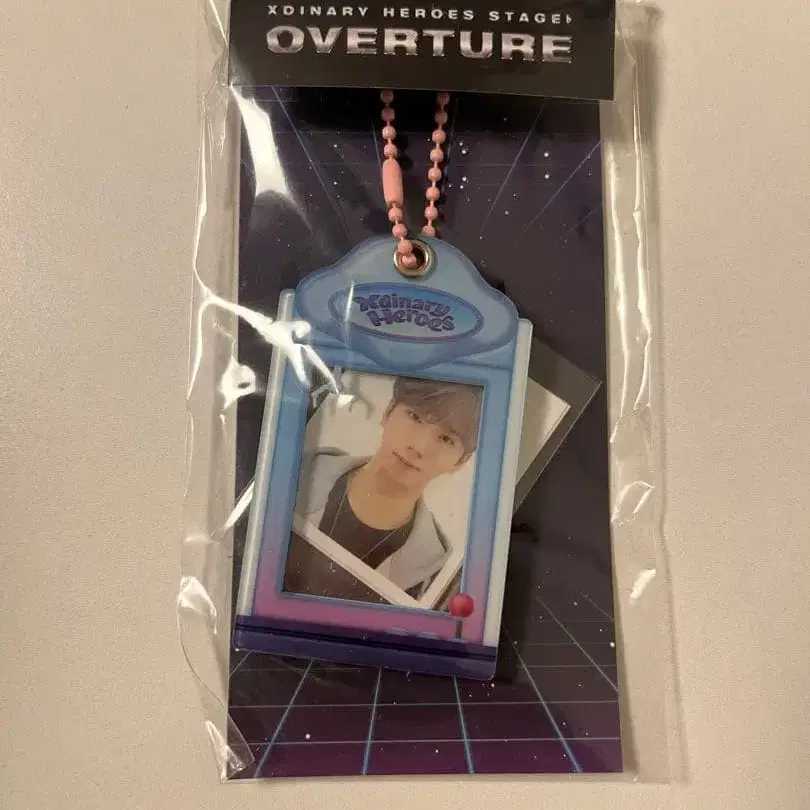 XDINARY HEROES STAGE
OVERTURE
Xdinary
Heroes